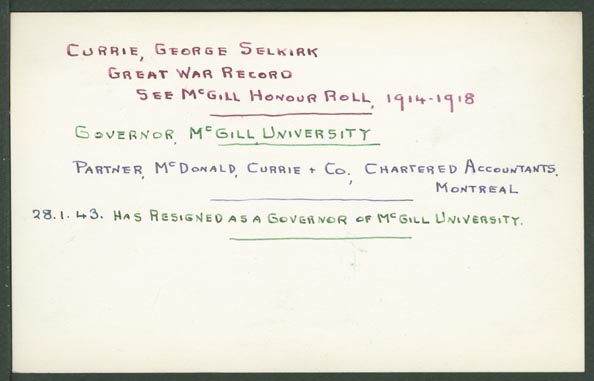 CURRIE, GEORGE SELKIRK
GREAT WAR RECORD
SEE McGILL HONOUR ROLL, 1914-1918
GOVERNOR, McGILL UNIVERSITY
PARTNER, McDONALD, CURRIE + Co., CHARTERED ACCOUNTANTS,
MONTREAL
28.1.43. HAS RESIGNED AS A GOVERNOR OF McGILL UNIVERSITY.